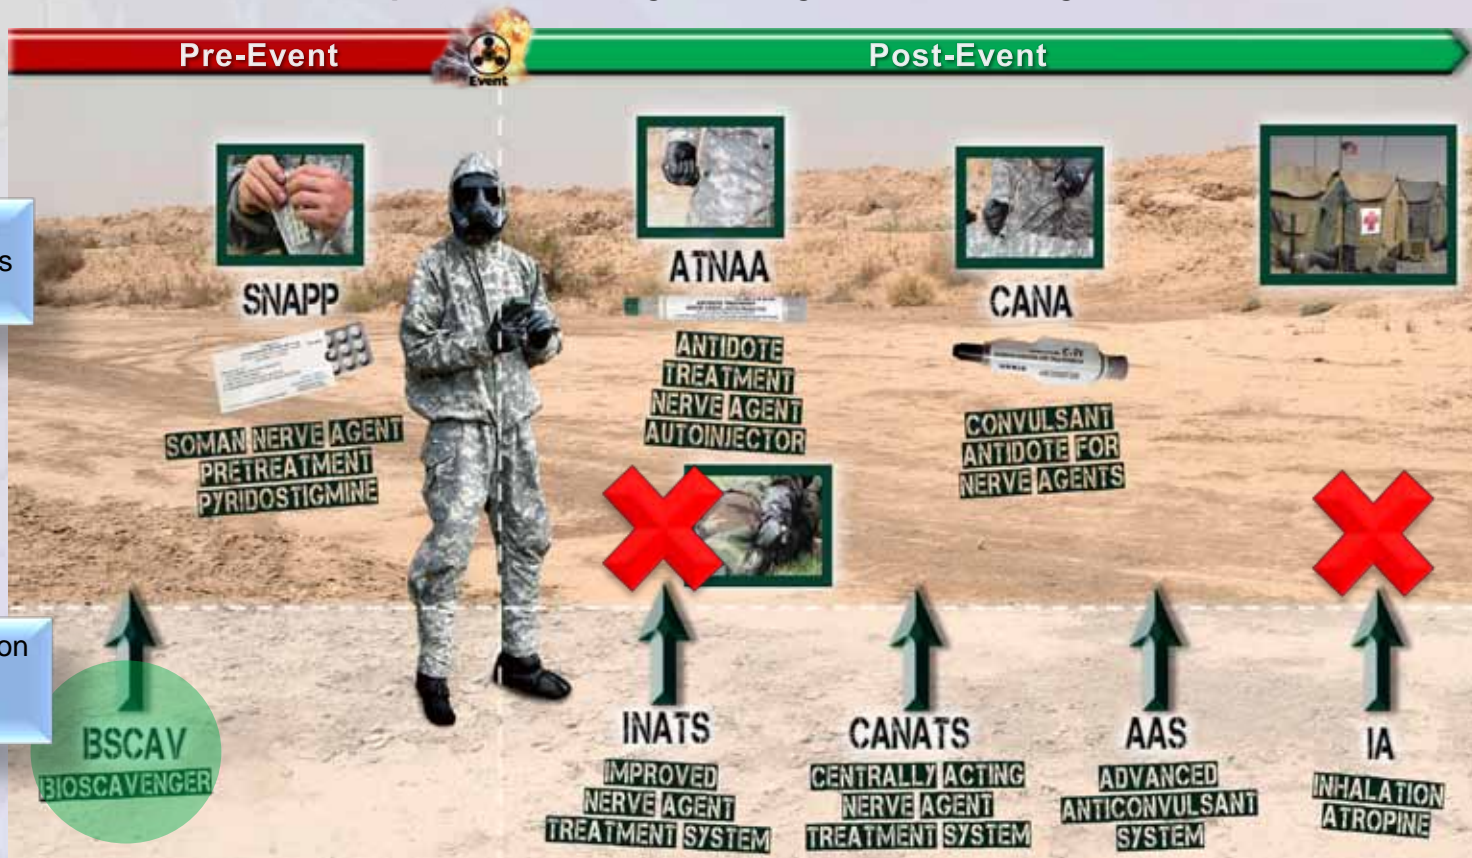 Pre-Event
Event
Post-Event
s
SNAPP
SOMAN NERVE AGENT
PRETREATMENT
PYRIDOSTIGMINE
ATNAA
ANTIDOTE
TREATMENT
NERVE AGENT
AUTOINJECTOR
CANA
CONVULSANT
ANTIDOTE FOR
NERVE AGENTS
on
BSCAV
BIOSCAVENGER
INATS
IMPROVED
NERVE AGENT
TREATMENT SYSTEM
CANATS
CENTRALLY ACTING
NERVE AGENT
TREATMENT SYSTEM
AAS
ADVANCED
ANTICONVULSANT
SYSTEM
IA
INHALATION
ATROPINE